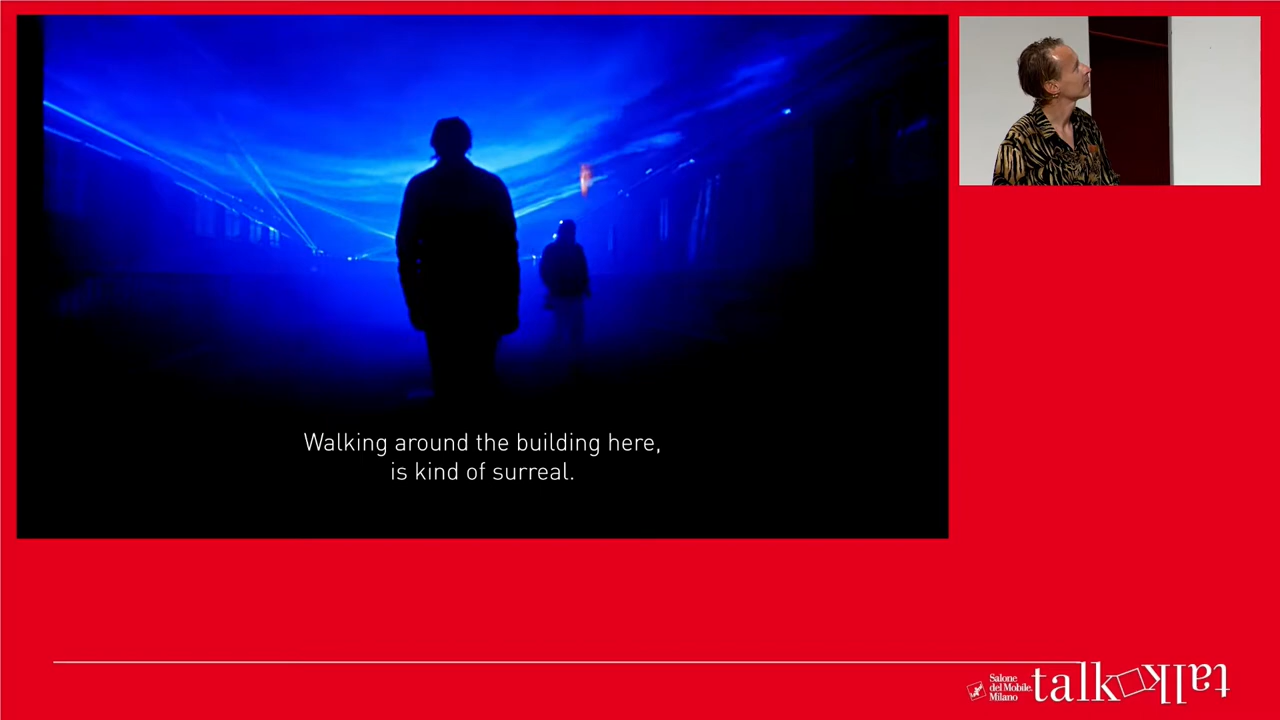 Walking around the building here,
is kind of surreal.
Salone
del Mobile.
Milano
talk talk